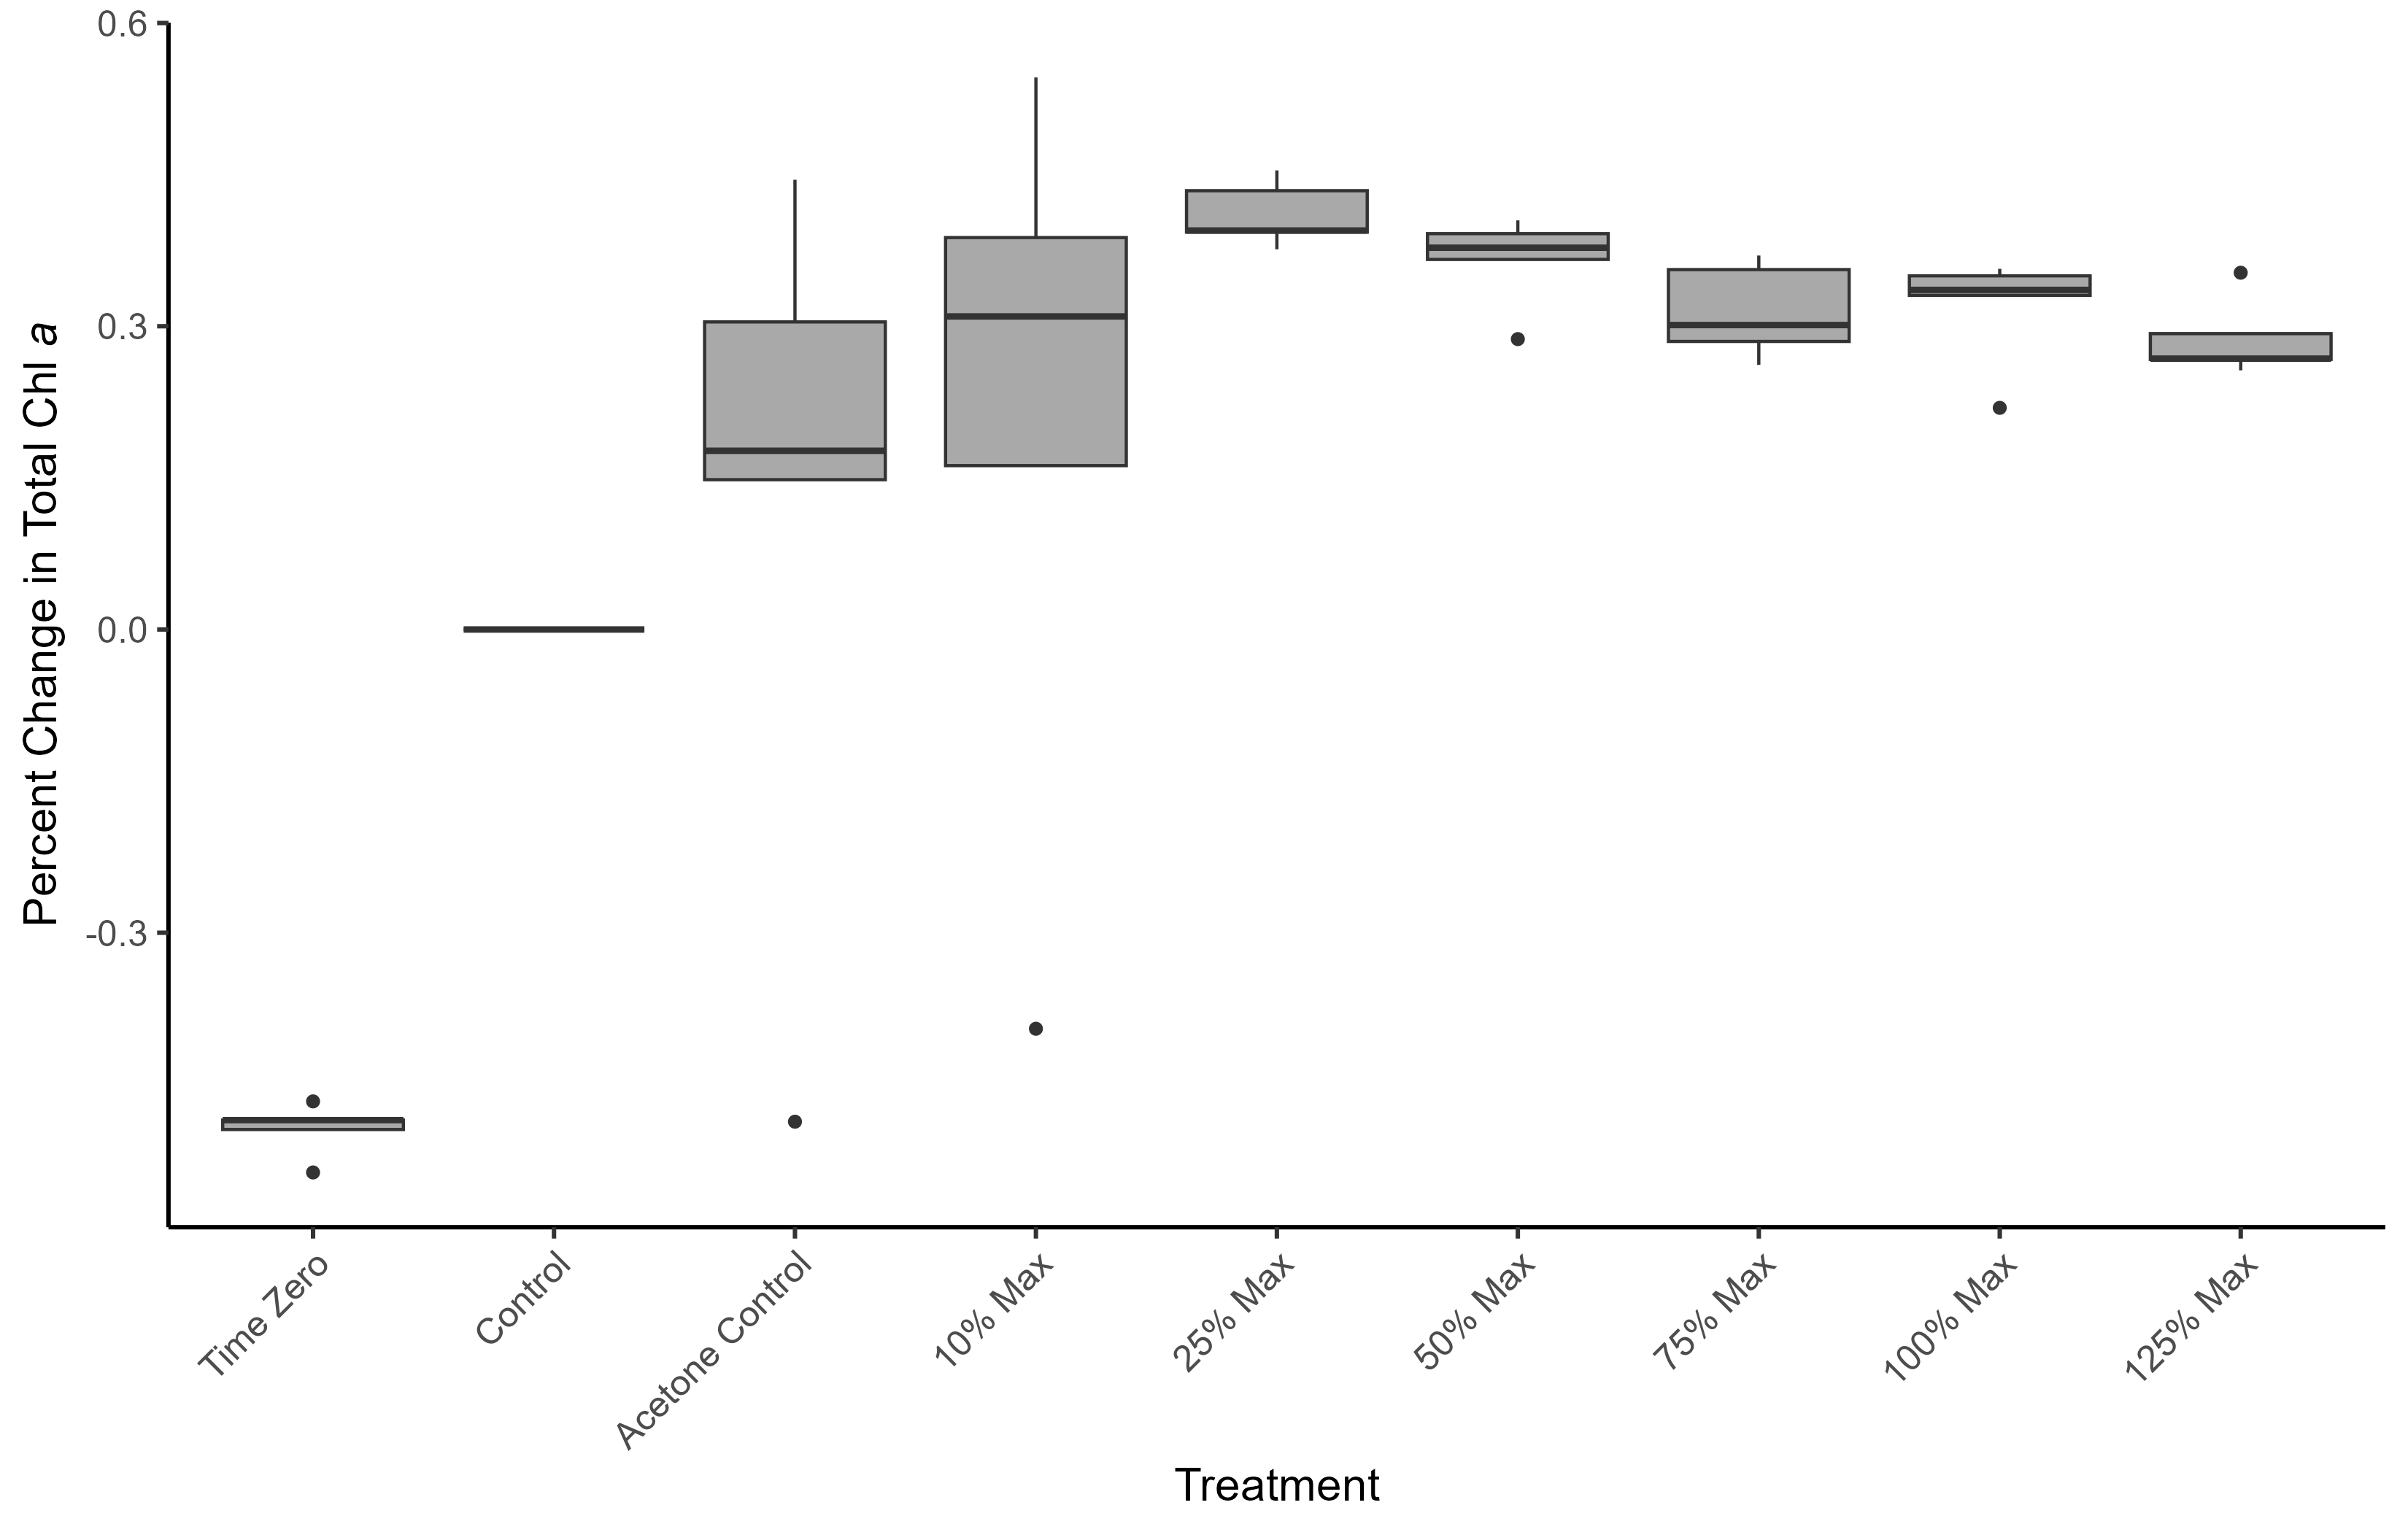 Percent Change in Total Chl a
0.6
0.3
0.0
-0.3
Time Zero
Control
Acetone Control
10% Max
25% Max
50% Max
75% Max
100% Max
125% Max
Treatment